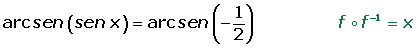 arcsen (sen x) = arcsen (-1/2) f ∘ f⁻¹ = x